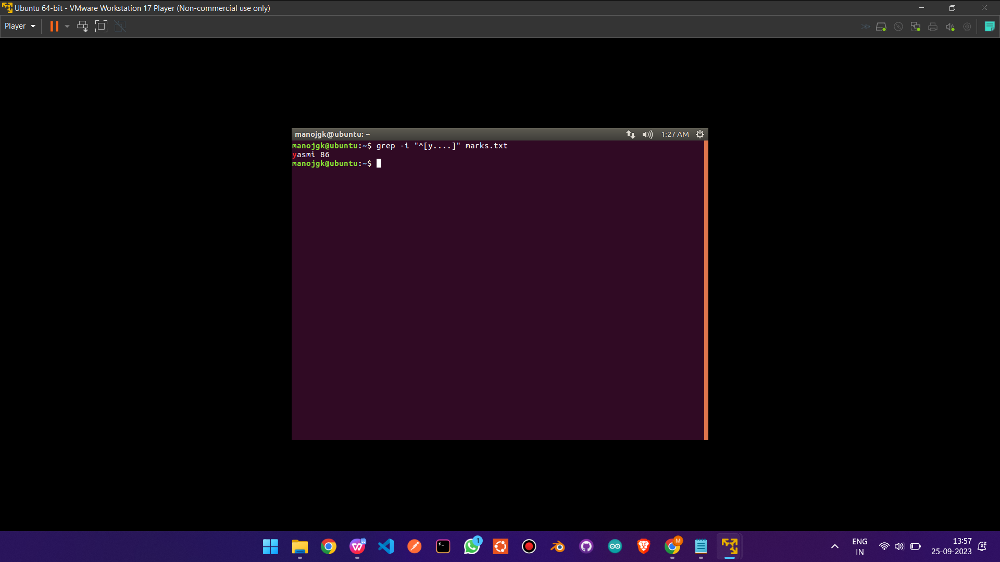 Ubuntu 64-bit - VMware Workstation 17 Player (Non-commercial use only)
Player
manojgk@ubuntu: ~
1:27 AM
manojgk@ubuntu:~$ grep -i "^[y....]" marks.txt
yasmi 86
manojgk@ubuntu:~$
1
M
ENG
IN
13:57
25-09-2023